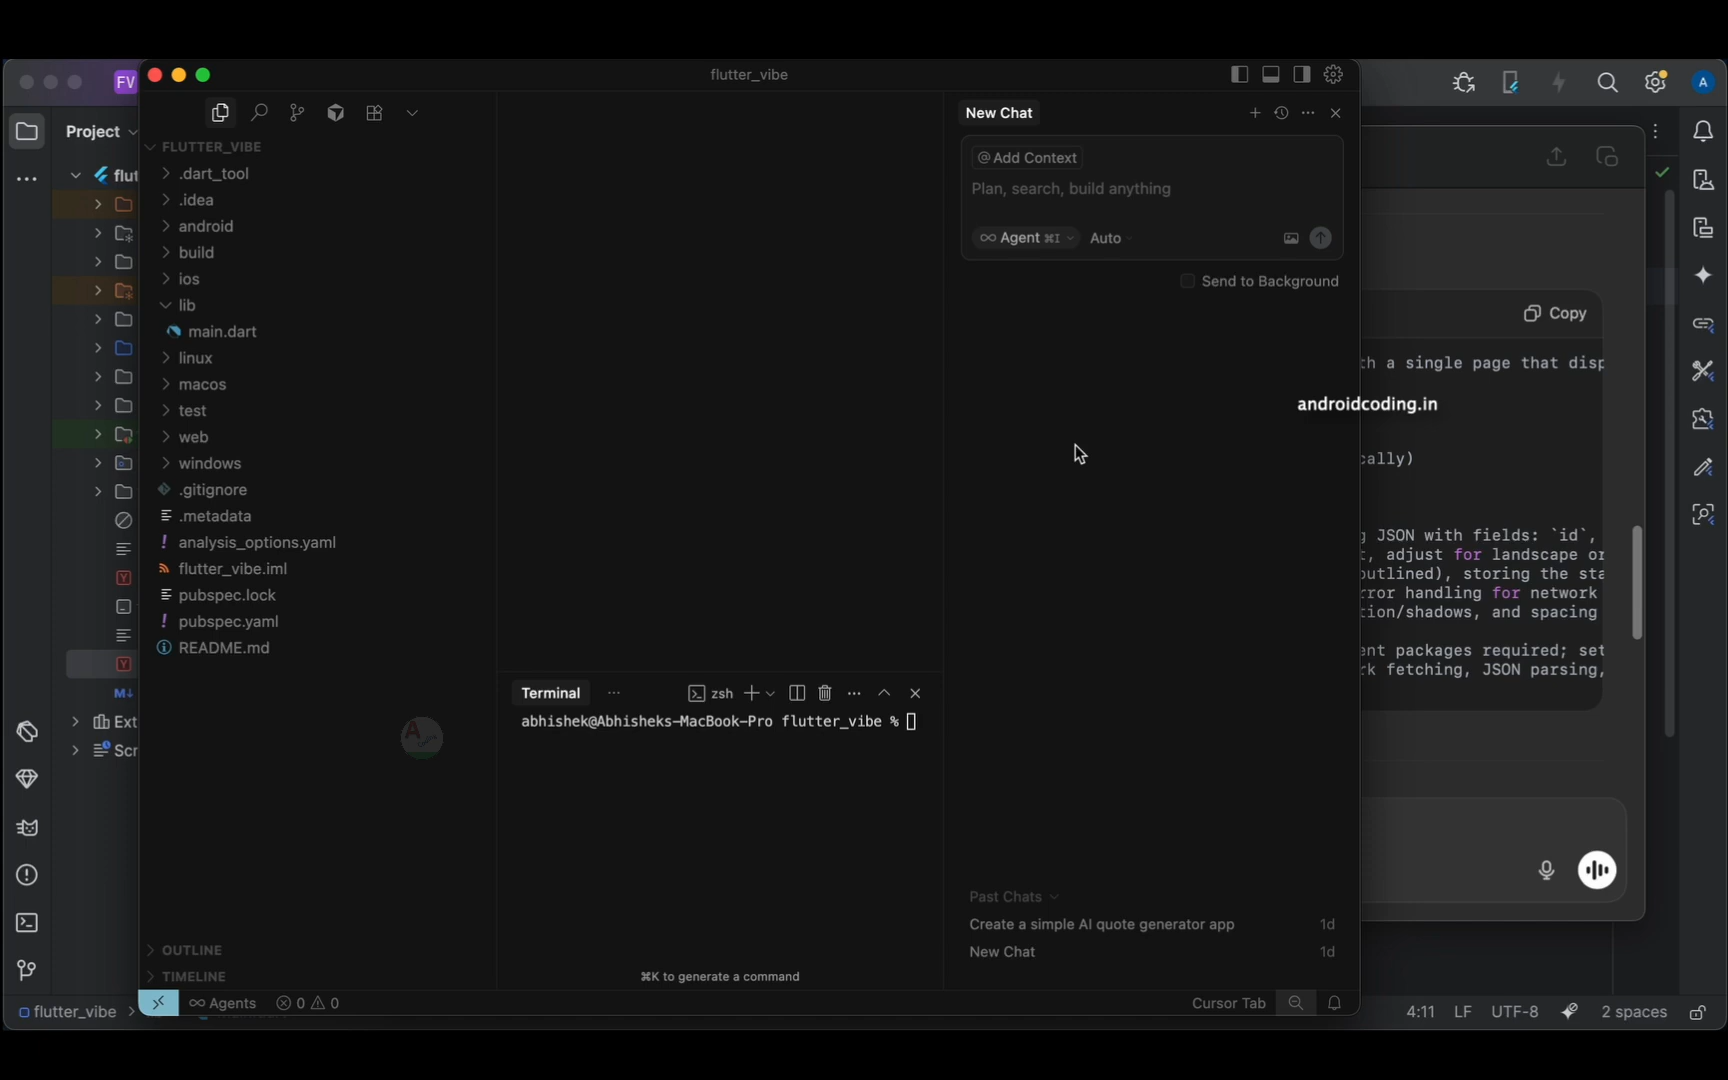 flutter_vibe
FV
A
Project
New Chat
FLUTTER_VIBE
@ Add Context
.dart_tool
flut
Plan, search, build anything
.idea
android
Agent ⌘I
Auto
build
ios
Send to Background
lib
Copy
main.dart
linux
th a single page that disp
macos
androidcoding.in
test
web
cally)
windows
.gitignore
.metadata
g JSON with fields: `id`,
analysis_options.yaml
t, adjust for landscape or
flutter_vibe.iml
outlined), storing the sta
pubspec.lock
rror handling for network
pubspec.yaml
tion/shadows, and spacing
README.md
ent packages required; set
rk fetching, JSON parsing,
Terminal
zsh
abhishek@Abhisheks-MacBook-Pro flutter_vibe %
Ext
Scr
Past Chats
Create a simple AI quote generator app 1d
New Chat 1d
OUTLINE
TIMELINE
⌘K to generate a command
Agents
0
0
Cursor Tab
flutter_vibe
4:11 LF UTF-8 2 spaces